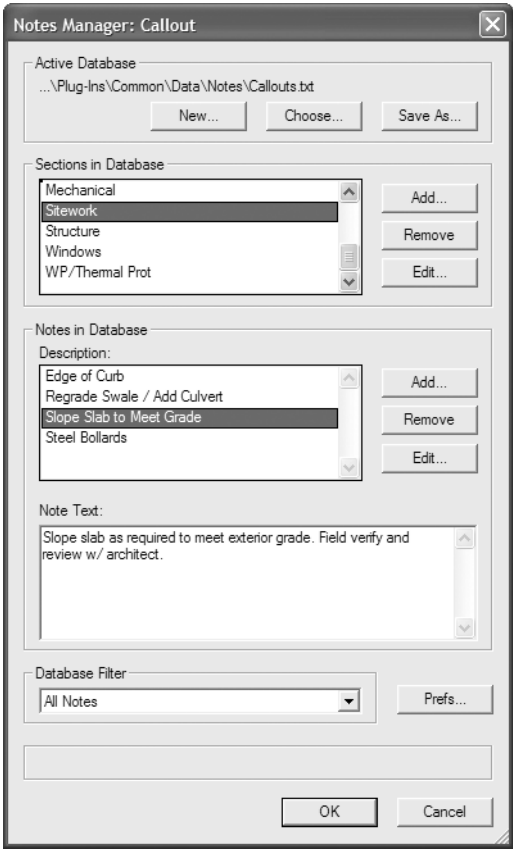 Notes Manager: Callout
Active Database
...\Plug-Ins\Common\Data\Notes\Callouts.txt
New... Choose... Save As...
Sections in Database
Mechanical
Sitework
Structure
Windows
WP/Thermal Prot
Add...
Remove
Edit...
Notes in Database
Description:
Edge of Curb
Regrade Swale / Add Culvert
Slope Slab to Meet Grade
Steel Bollards
Add...
Remove
Edit...
Note Text:
Slope slab as required to meet exterior grade. Field verify and
review w/ architect.
Database Filter
All Notes
Prefs...
OK Cancel